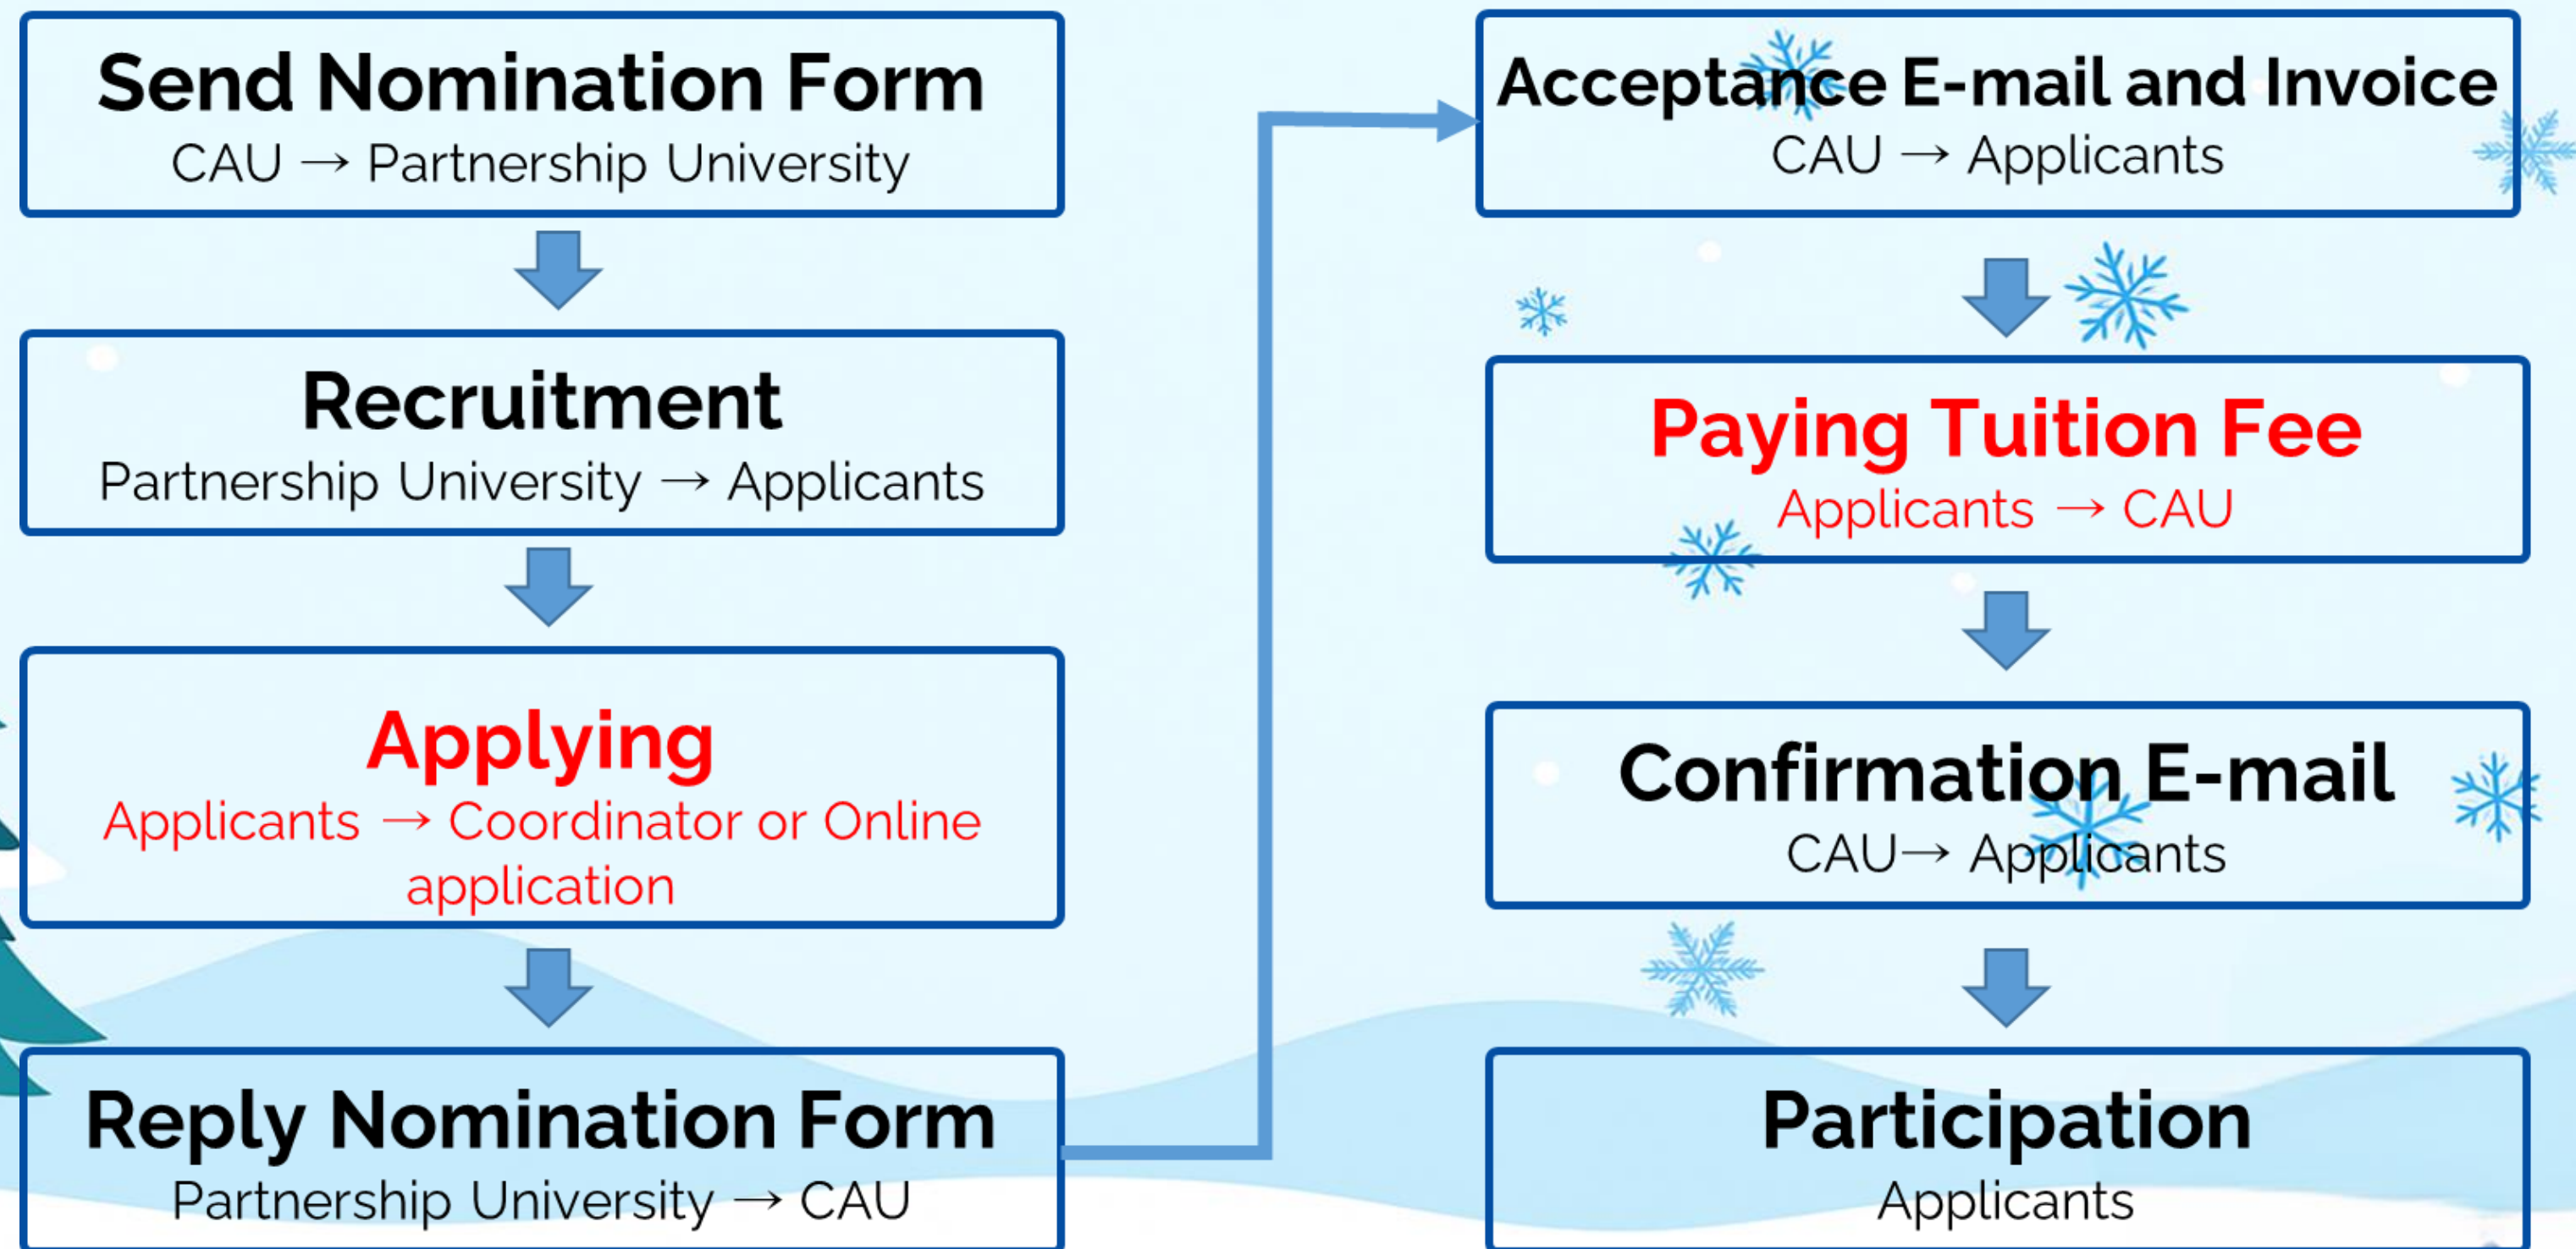 Send Nomination Form
CAU → Partnership University
Recruitment
Partnership University → Applicants
Applying
Applicants → Coordinator or Online
application
Reply Nomination Form
Partnership University → CAU
Acceptance E-mail and Invoice
CAU → Applicants
Paying Tuition Fee
Applicants → CAU
Confirmation E-mail
CAU→ Applicants
Participation
Applicants